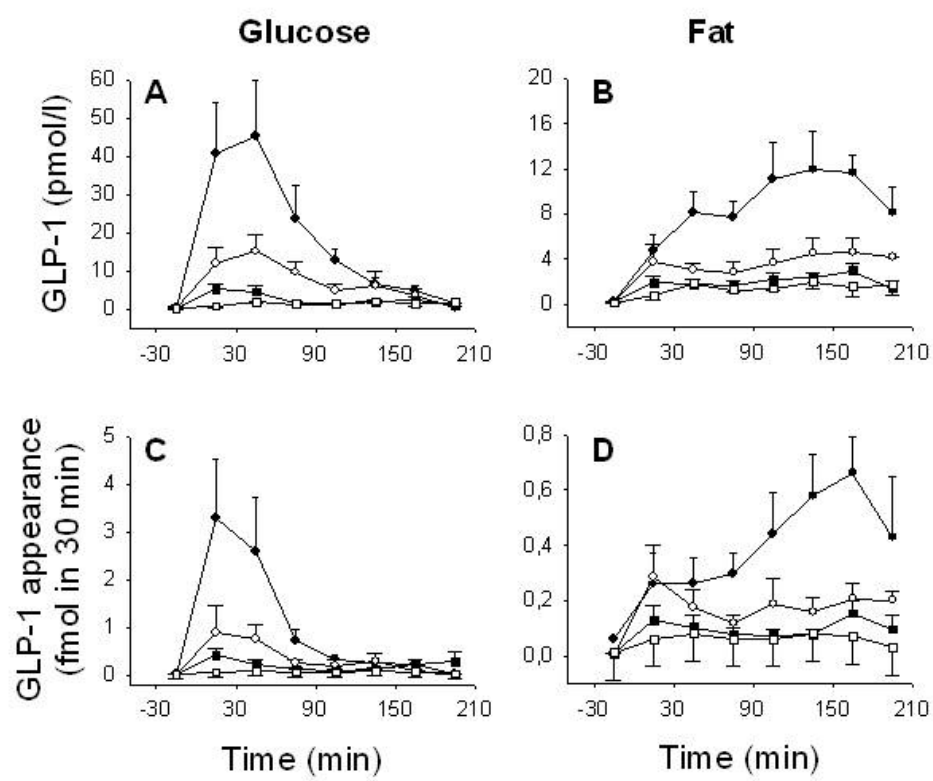 Glucose Fat
A
60
50
40
30
20
10
0
GLP-1 (pmol/l)
-30 30 90 150 210
B
20
16
12
8
4
0
-30 30 90 150 210
C
5
4
3
2
1
0
GLP-1 appearance
(fmol in 30 min)
-30 30 90 150 210
Time (min)
D
0,8
0,6
0,4
0,2
0,0
-30 30 90 150 210
Time (min)